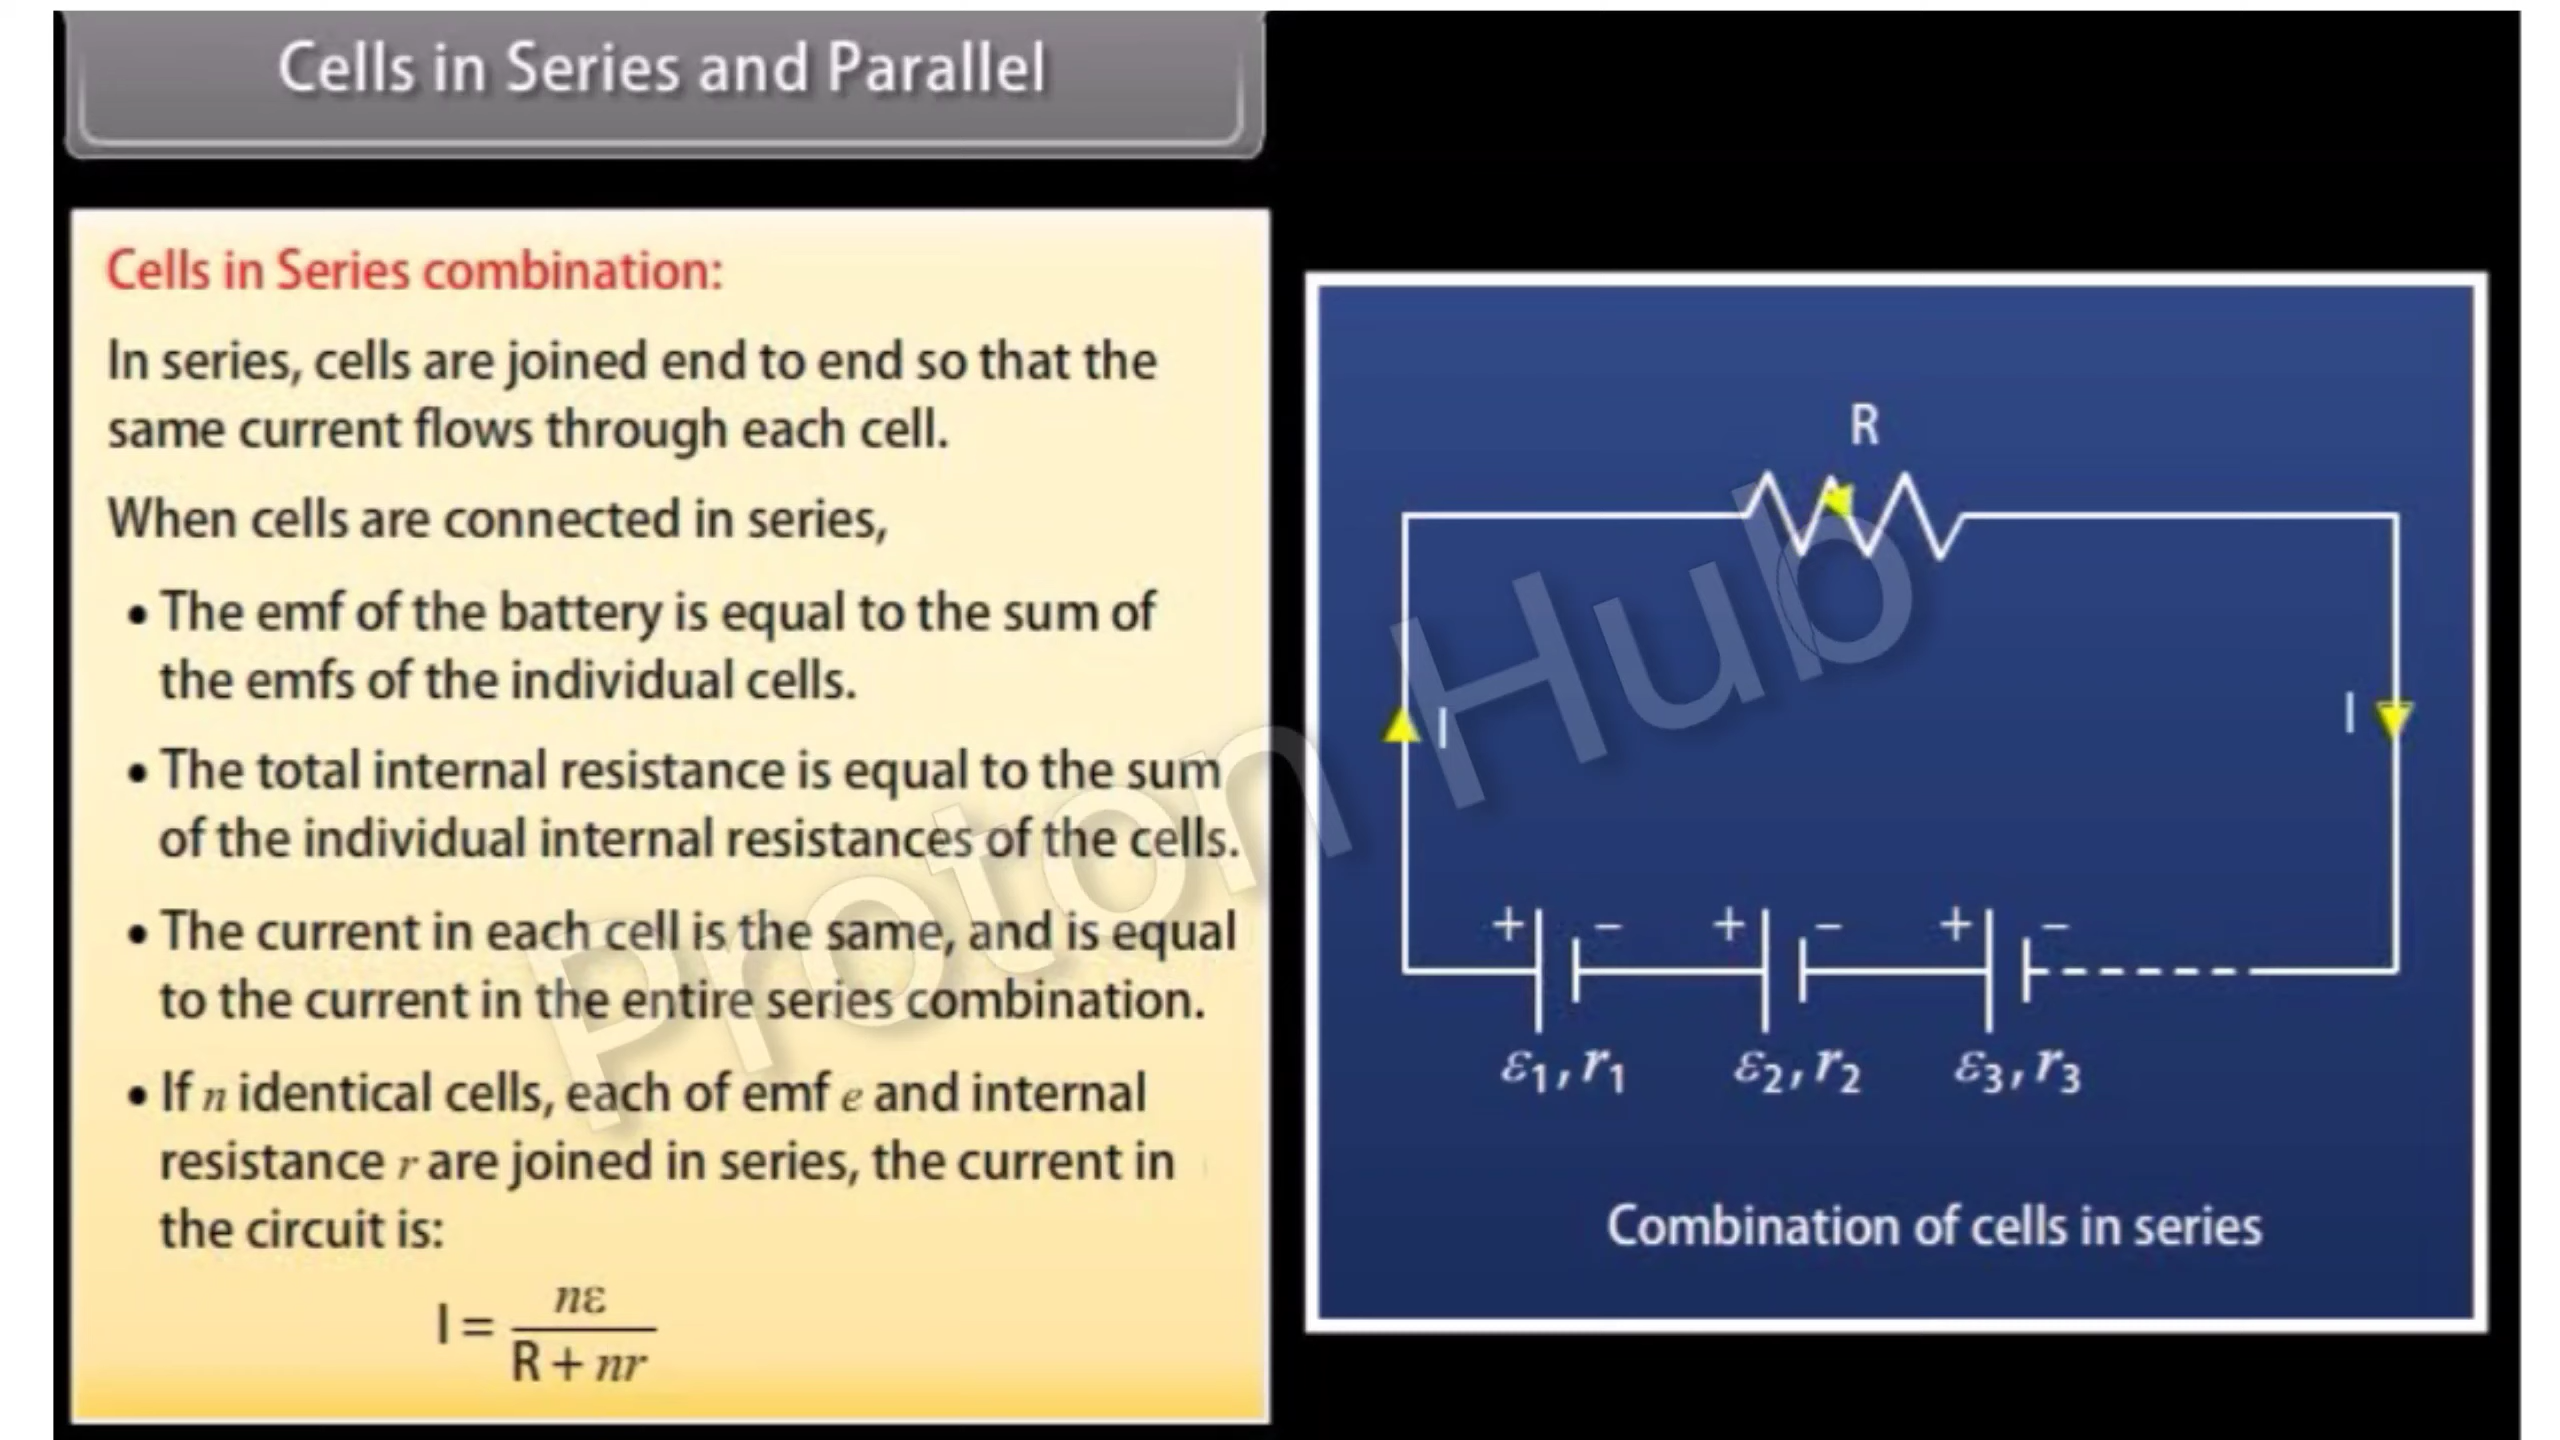 Cells in Series and Parallel
Cells in Series combination:
In series, cells are joined end to end so that the
same current flows through each cell.
When cells are connected in series,
• The emf of the battery is equal to the sum of
the emfs of the individual cells.
• The total internal resistance is equal to the sum
of the individual internal resistances of the cells.
• The current in each cell is the same, and is equal
to the current in the entire series combination.
• If n identical cells, each of emf e and internal
resistance r are joined in series, the current in
the circuit is:
I = nε / R + nr
R
I
I
+ − + − + −
ε1, r1 ε2, r2 ε3, r3
Combination of cells in series
Proton Hub